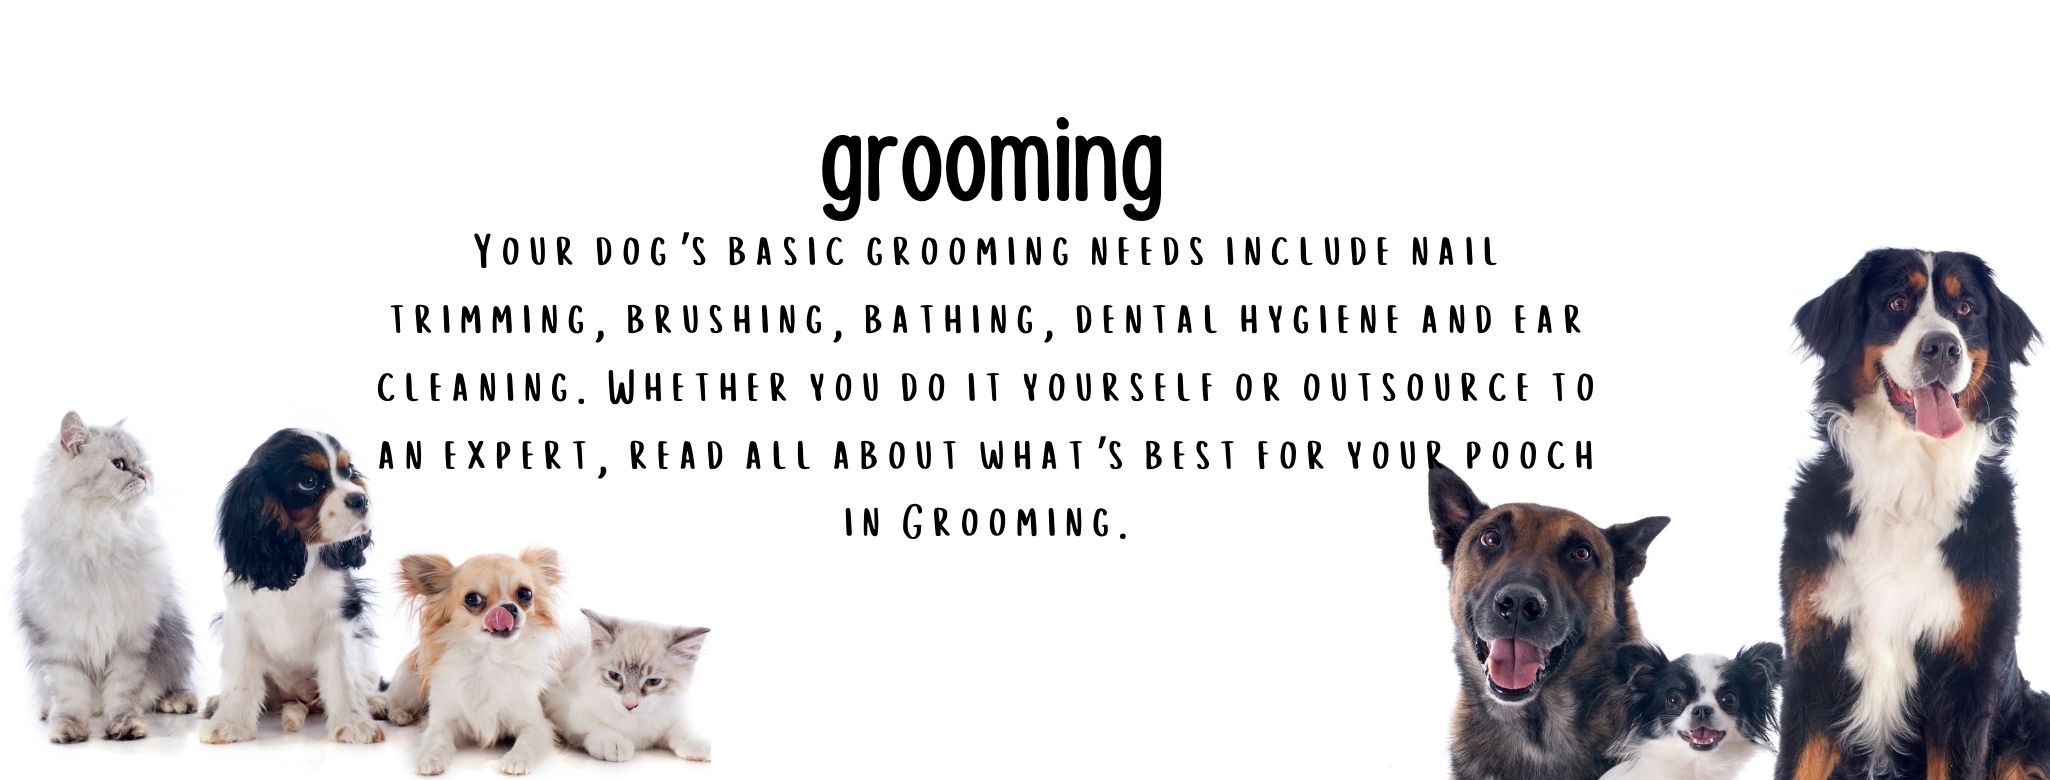 grooming
Your dog's basic grooming needs include nail
trimming, brushing, bathing, dental hygiene and ear
cleaning. Whether you do it yourself or outsource to
an expert, read all about what's best for your pooch
in Grooming.